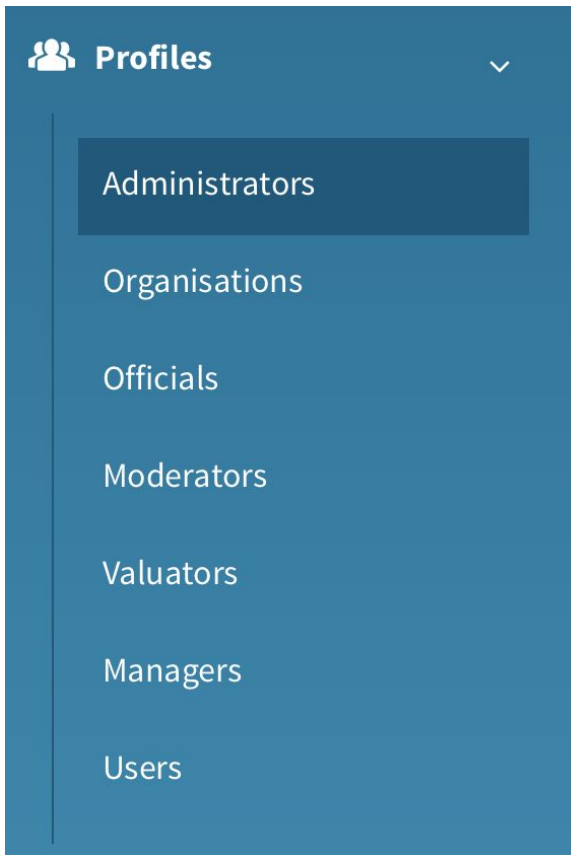 Profiles
Administrators
Organisations
Officials
Moderators
Valuators
Managers
Users